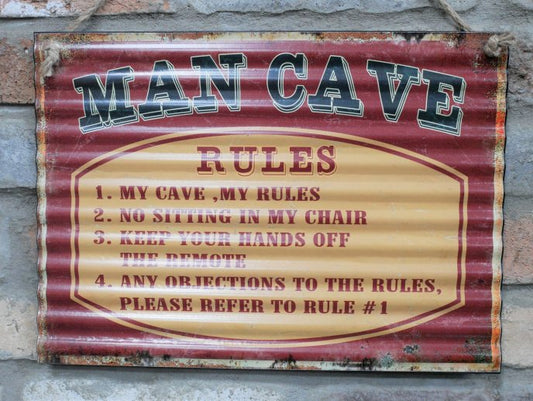 MAN CAVE
RULES
1. MY CAVE ,MY RULES
2. NO SITTING IN MY CHAIR
3. KEEP YOUR HANDS OFF
THE REMOTE
4. ANY OBJECTIONS TO THE RULES,
PLEASE REFER TO RULE #1